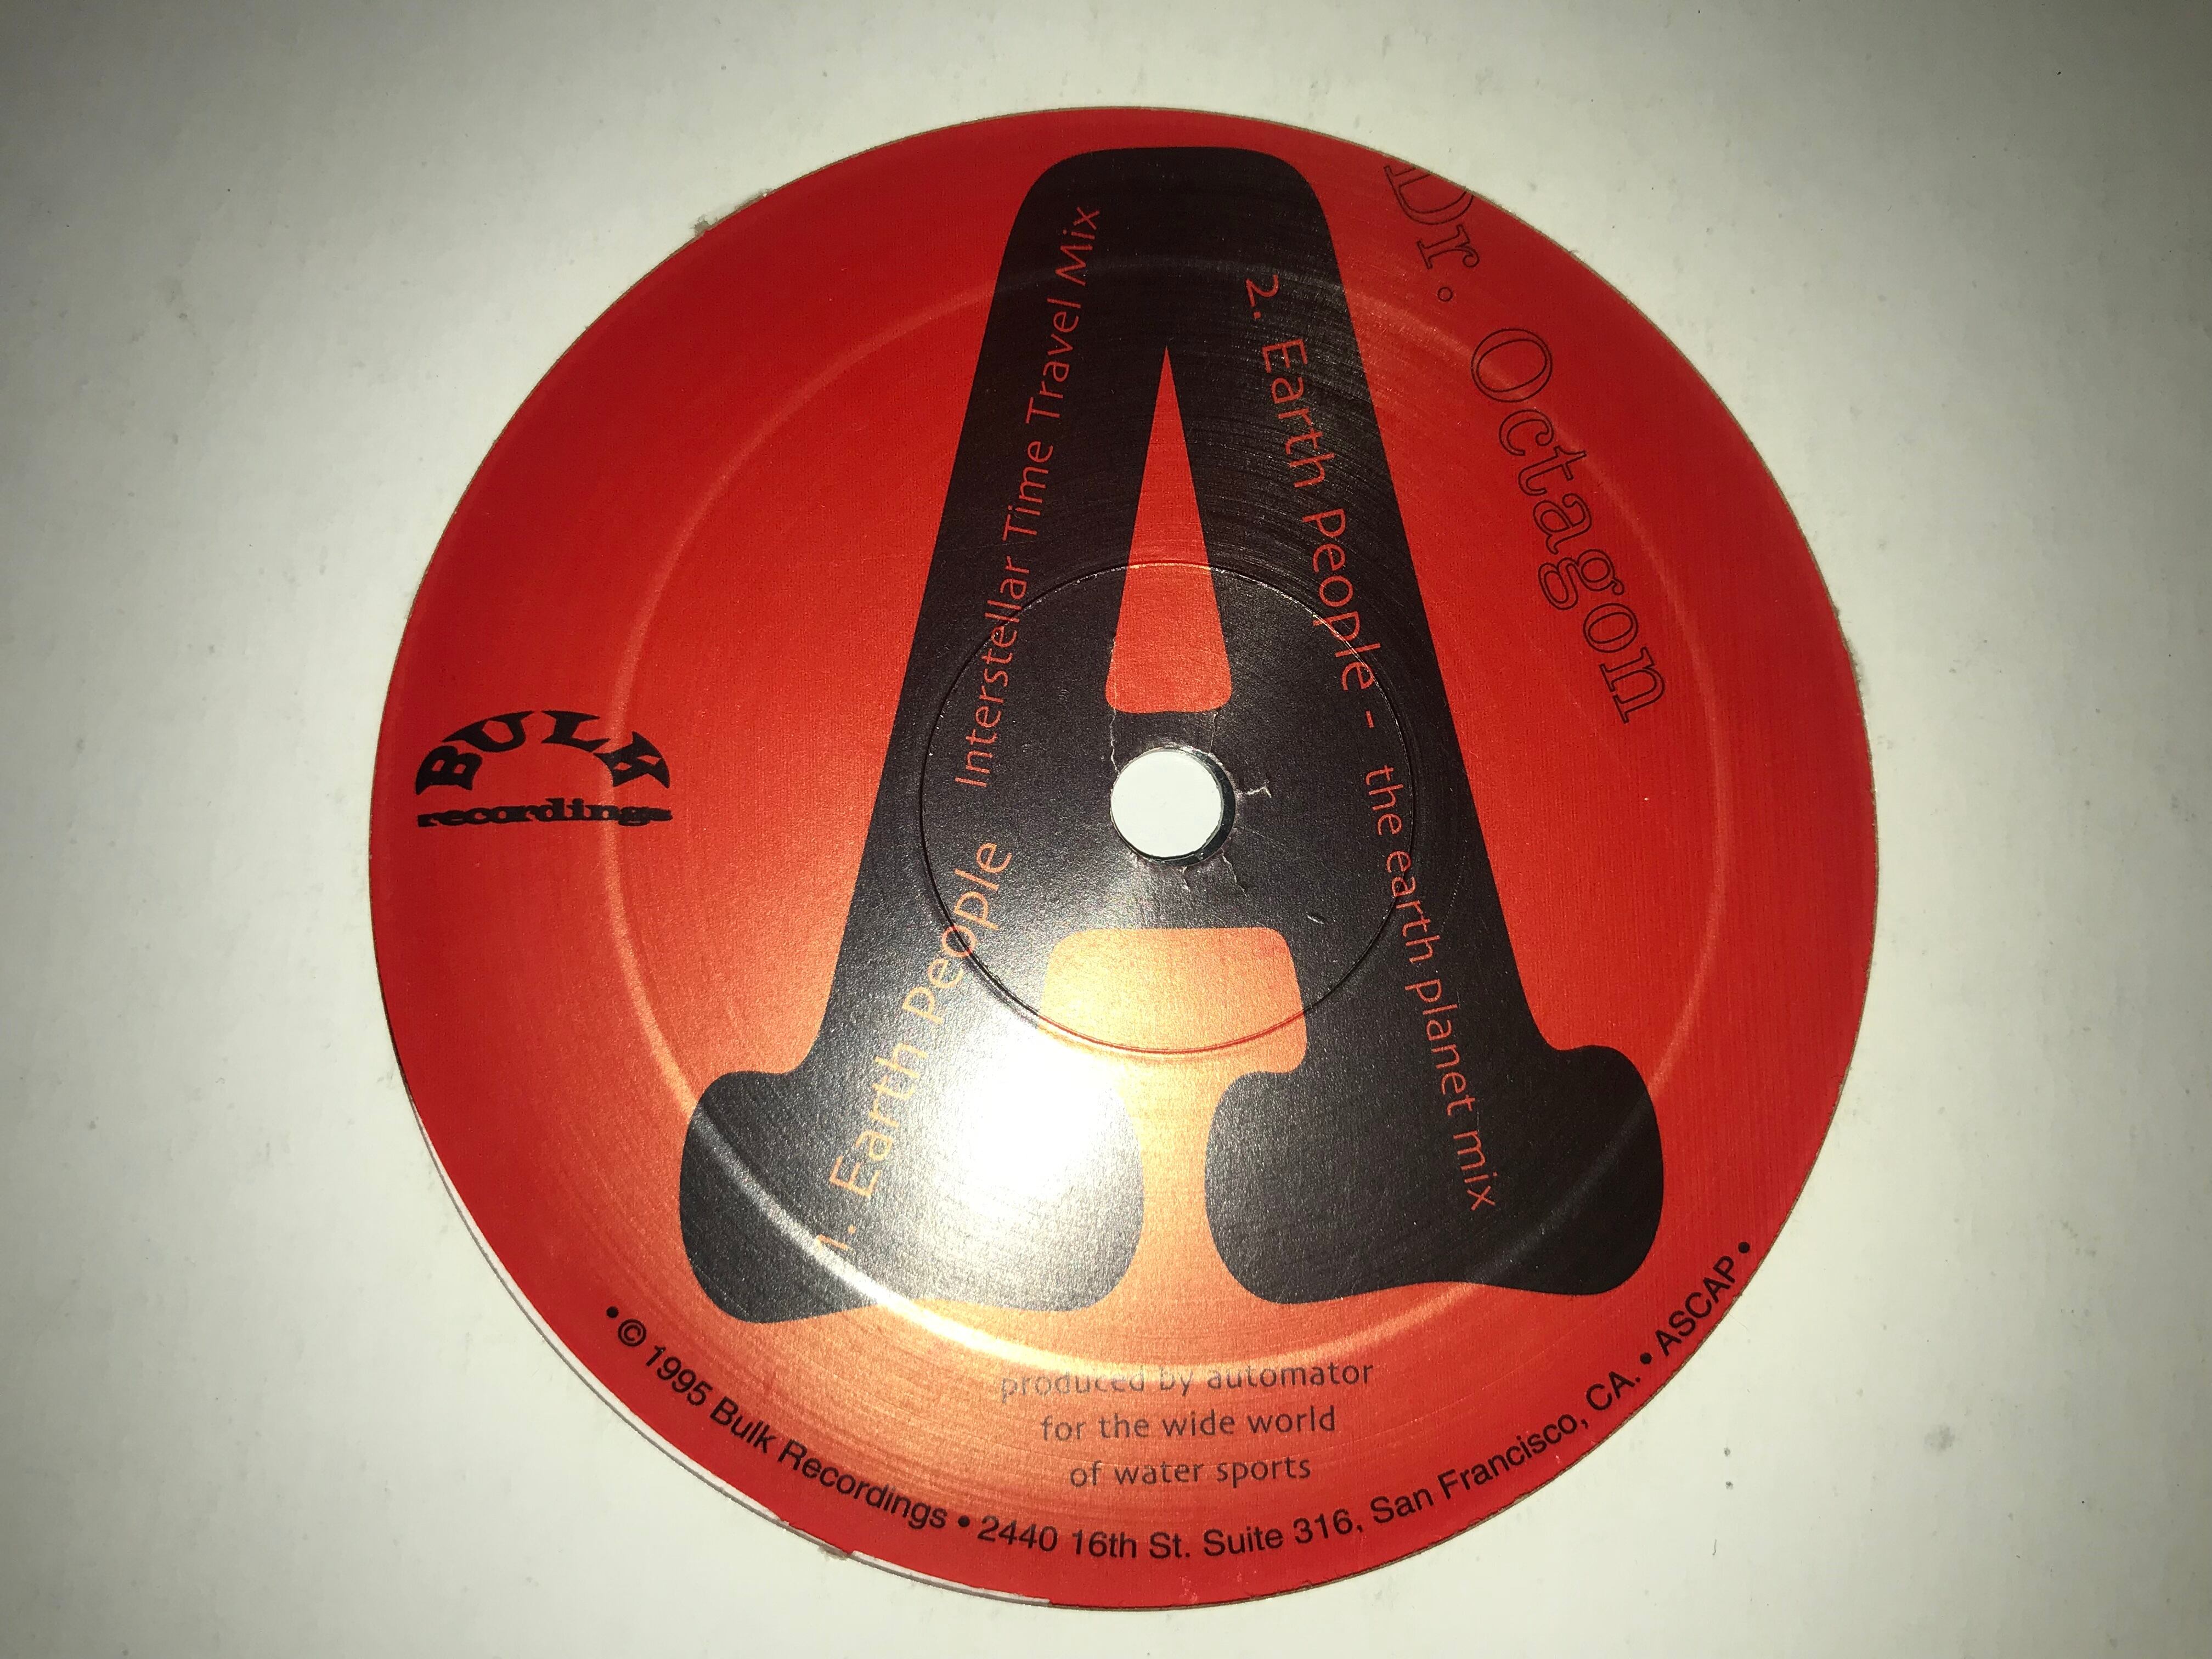 Dr. Octagon
A
1. Earth People Interstellar Time Travel Mix
2. Earth People - the earth planet mix
BULK
recordings
produced by automator
for the wide world
of water sports
• © 1995 Bulk Recordings • 2440 16th St. Suite 316, San Francisco, CA. • ASCAP •